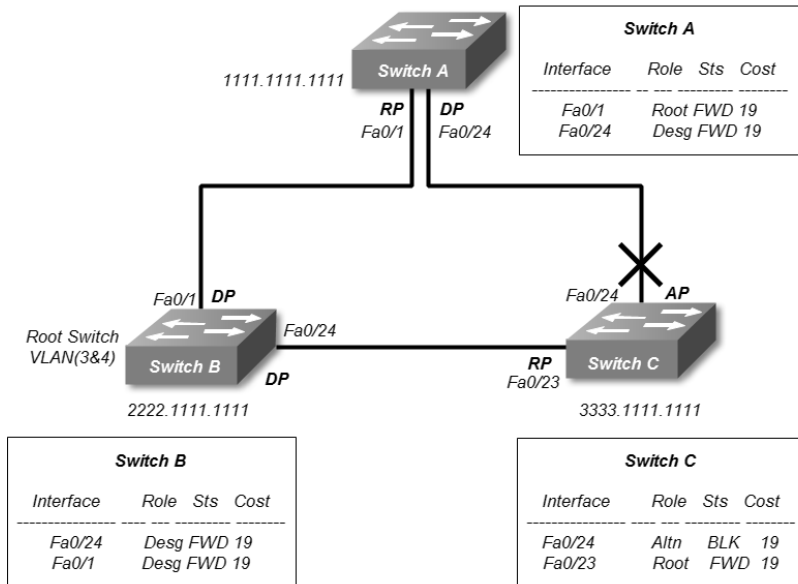 Switch A
1111.1111.1111
RP DP
Fa0/1 Fa0/24
Switch A
Interface Role Sts Cost
----------------- -- --- --------- -------
Fa0/1 Root FWD 19
Fa0/24 Desg FWD 19
Fa0/1 DP
Fa0/24
Root Switch
VLAN(3&4)
Switch B
DP
2222.1111.1111
Fa0/24 AP
Switch C
RP
Fa0/23
3333.1111.1111
Switch B
Interface Role Sts Cost
----------------- ---- --- --------- -------
Fa0/24 Desg FWD 19
Fa0/1 Desg FWD 19
Switch C
Interface Role Sts Cost
----------------- ---- --- --------- -------
Fa0/24 Altn BLK 19
Fa0/23 Root FWD 19